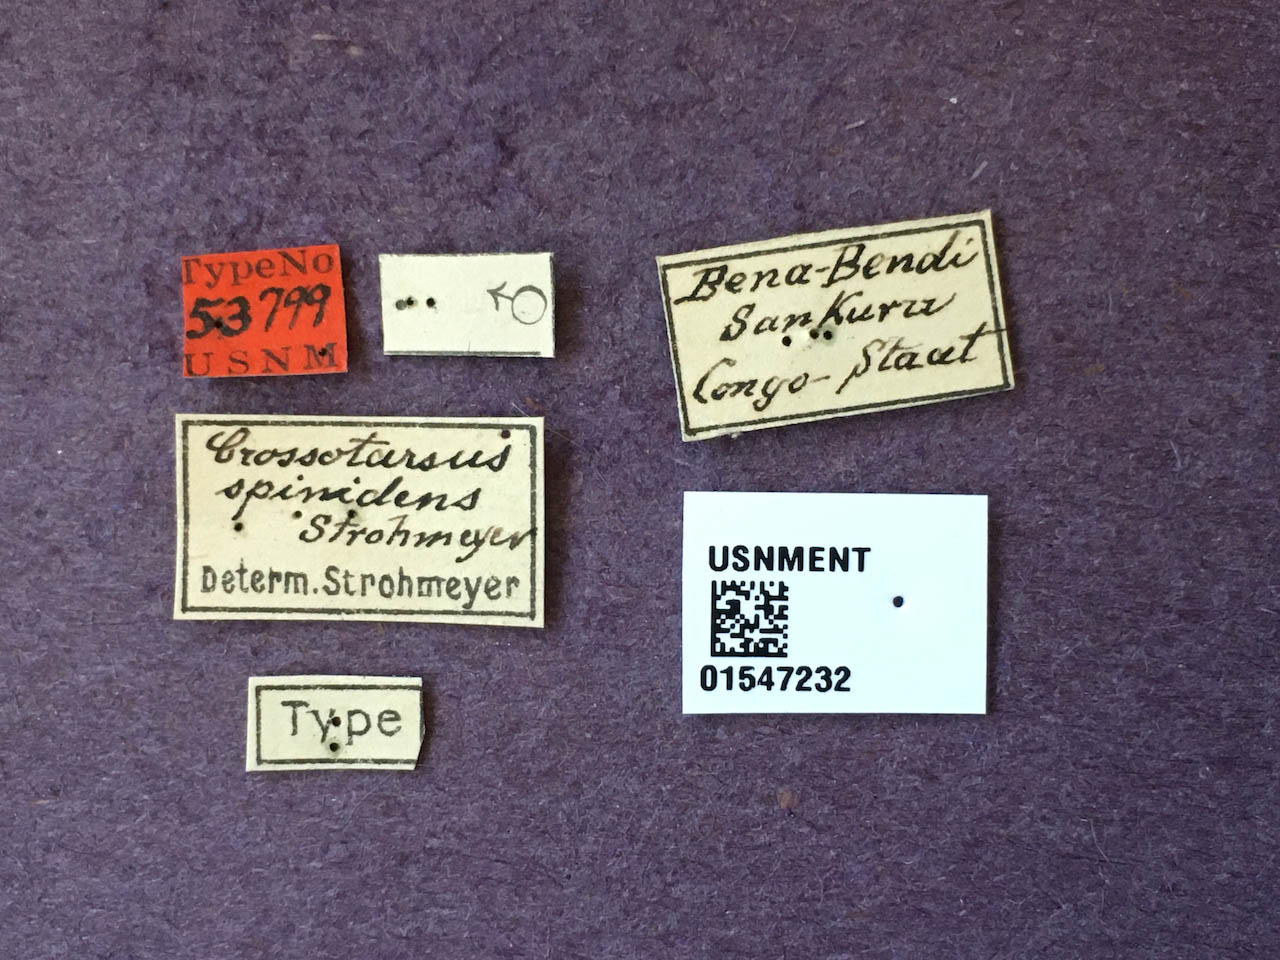 TypeNo
53799
USNM
♂
Bena-Bendi
Sankuru
Congo-Staat
Crossotarsus
spinidens
Strohmeyer
Determ. Strohmeyer
USNMENT
01547232
Type